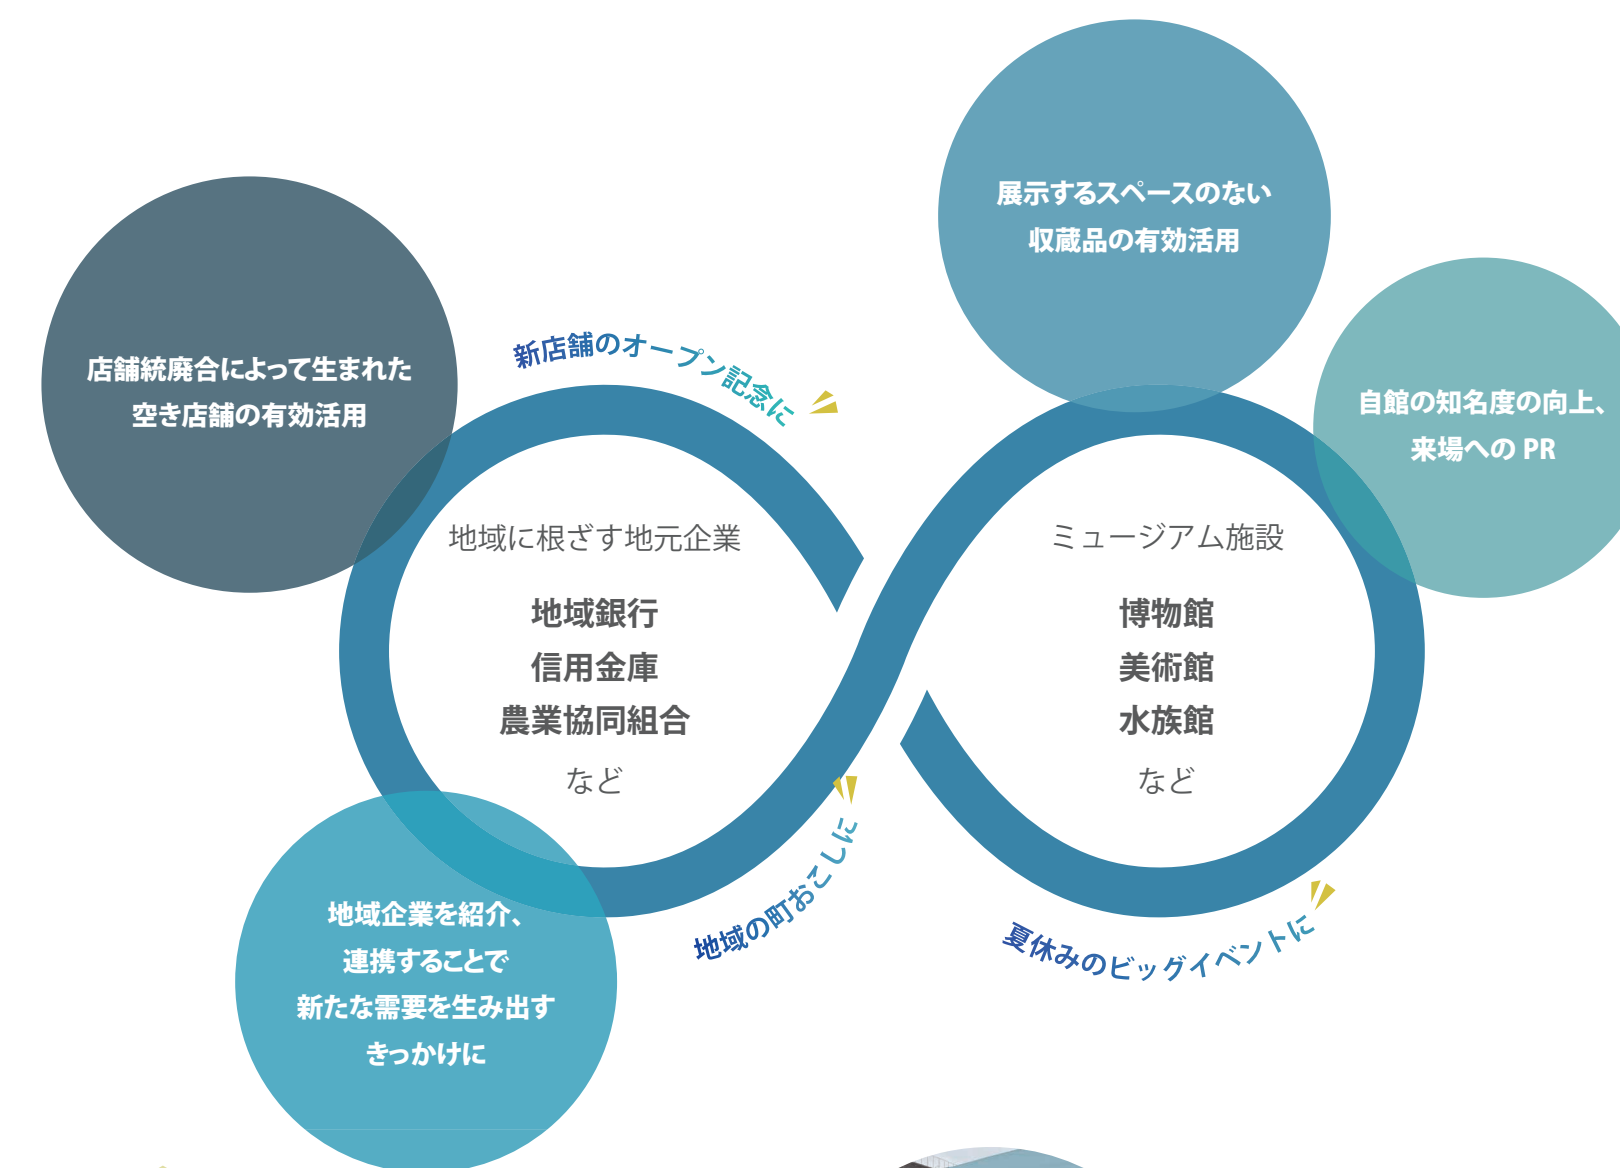 展示するスペースのない
収蔵品の有効活用
店舗統廃合によって生まれた
空き店舗の有効活用
新店舗のオープン記念に
自館の知名度の向上、
来場への PR
地域に根ざす地元企業
地域銀行
信用金庫
農業協同組合
など
ミュージアム施設
博物館
美術館
水族館
など
地域の町おこしに
夏休みのビッグイベントに
地域企業を紹介、
連携することで
新たな需要を生み出す
きっかけに